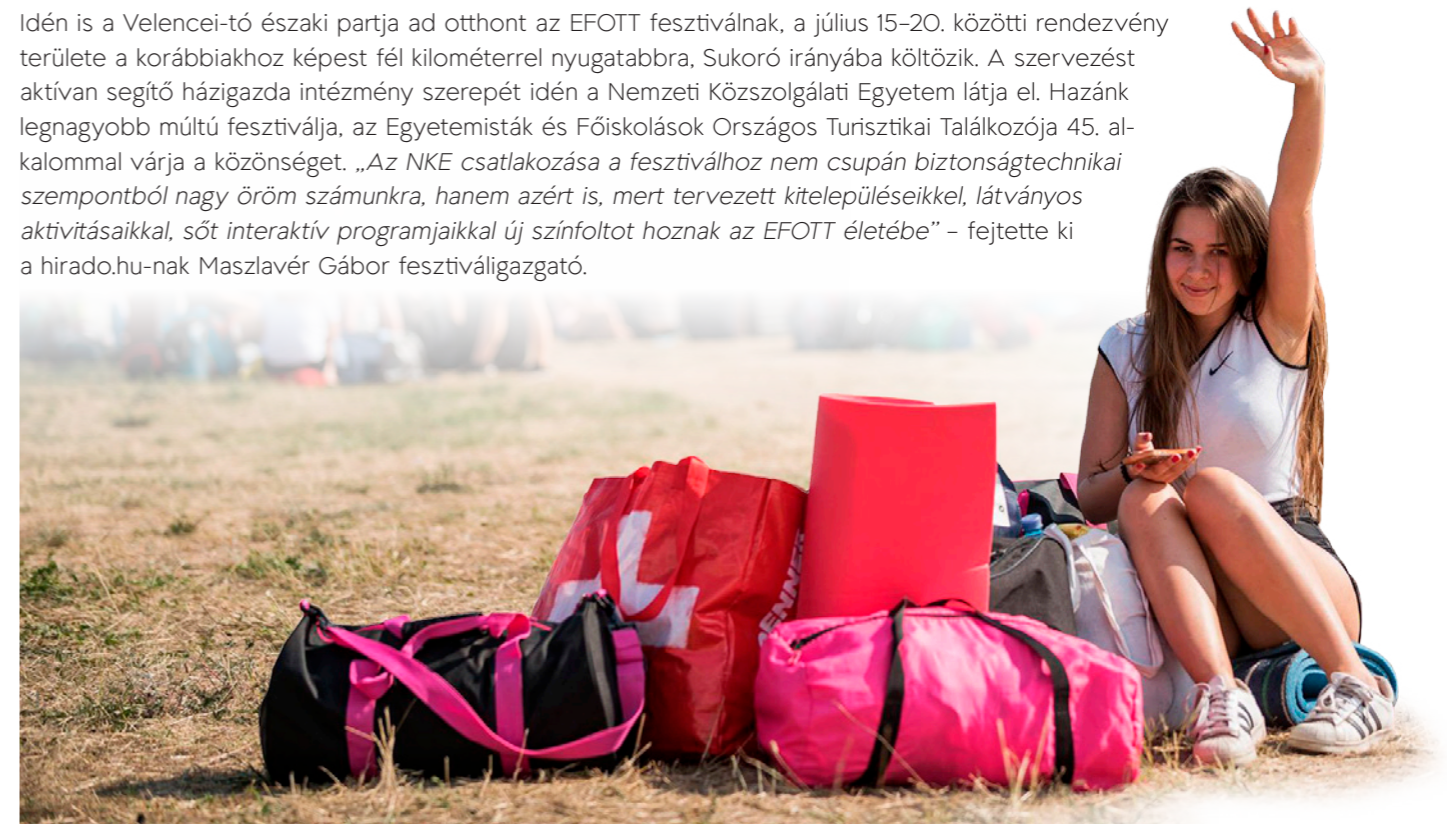 Idén is a Velencei-tó északi partja ad otthont az EFOTT fesztiválnak, a július 15–20. közötti rendezvény
területe a korábbiakhoz képest fél kilométerrel nyugatabbra, Sukoró irányába költözik. A szervezést
aktívan segítő házigazda intézmény szerepét idén a Nemzeti Közszolgálati Egyetem látja el. Hazánk
legnagyobb múltú fesztiválja, az Egyetemisták és Főiskolások Országos Turisztikai Találkozója 45. al-
kalommal várja a közönséget. „Az NKE csatlakozása a fesztiválhoz nem csupán biztonságtechnikai
szempontból nagy öröm számunkra, hanem azért is, mert tervezett kitelepüléseikkel, látványos
aktivitásaikkal, sőt interaktív programjaikkal új színfoltot hoznak az EFOTT életébe” – fejtette ki
a hirado.hu-nak Maszlavér Gábor fesztiváligazgató.
ENNER